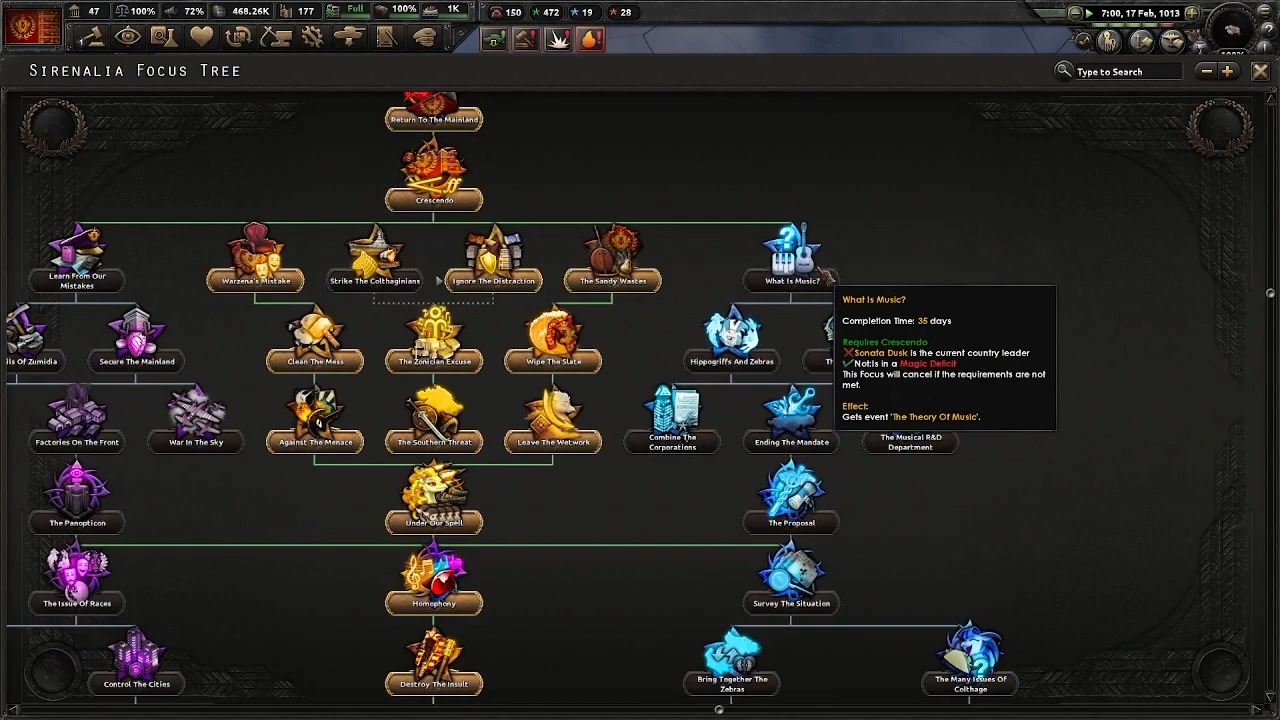 47 100% 72% 468.26K 177 Full 100% 1K 150 472 19 28 7:00, 17 Feb, 1013
SIRENALIA FOCUS TREE
Type to Search
Return To The Mainland
Crescendo
Learn From Our
Mistakes
Warzena's Mistake
Strike The Colthaginians
Ignore The Distraction
The Sandy Wastes
What Is Music?
What Is Music?
Completion Time: 35 days
Requires Crescendo
Sonata Dusk is the current country leader
Not:Is in a Magic Deficit
This Focus will cancel if the requirements are not
met.
Effect:
Gets event 'The Theory Of Music'.
ils Of Zumidia
Secure The Mainland
Clean The Mess
The Zonician Excuse
Wipe The Slate
Hippogriffs And Zebras
Factories On The Front
War In The Sky
Against The Menace
The Southern Threat
Leave The Wetwork
Combine The
Corporations
Ending The Mandate
The Musical R&D
Department
The Panopticon
Under Our Spell
The Proposal
The Issue Of Races
Homophony
Survey The Situation
Control The Cities
Destroy The Insult
Bring Together The
Zebras
The Many Issues Of
Colthage